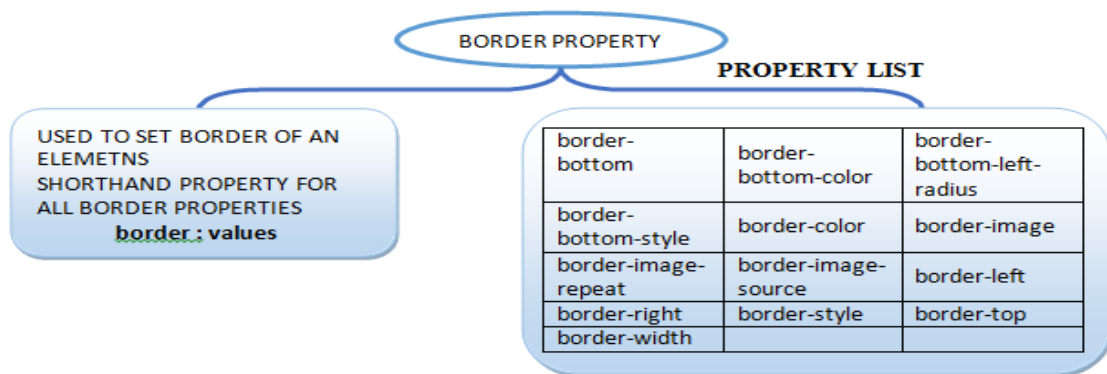 BORDER PROPERTY
PROPERTY LIST
USED TO SET BORDER OF AN
ELEMETNS
SHORTHAND PROPERTY FOR
ALL BORDER PROPERTIES
border : values
border-
bottom
border-
bottom-color
border-
bottom-left-
radius
border-
bottom-style
border-color
border-image
border-image-
repeat
border-image-
source
border-left
border-right
border-style
border-top
border-width